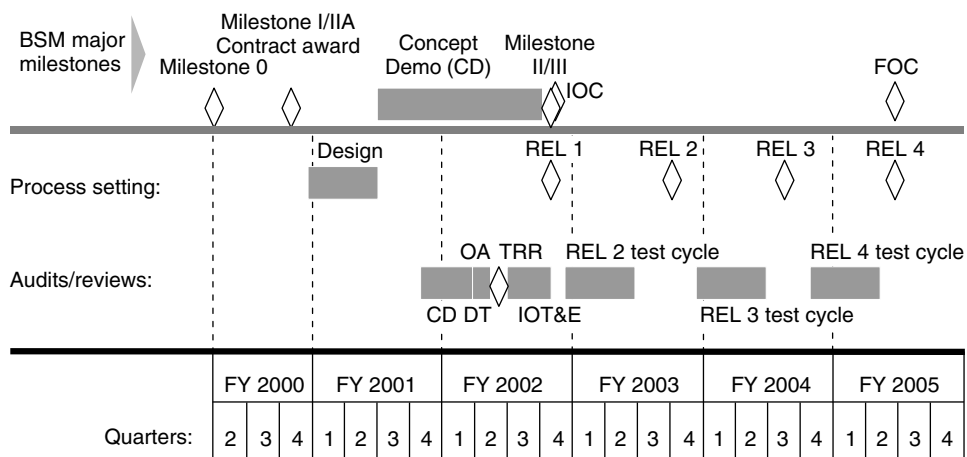 Milestone I/IIA
Contract award
BSM major
milestones
Milestone 0
Concept
Demo (CD)
Milestone
II/III
IOC
FOC
Design
REL 1
REL 2
REL 3
REL 4
Process setting:
OA TRR
REL 2 test cycle
REL 4 test cycle
Audits/reviews:
CD DT
IOT&E
REL 3 test cycle
FY 2000 FY 2001 FY 2002 FY 2003 FY 2004 FY 2005
Quarters: 2 3 4 1 2 3 4 1 2 3 4 1 2 3 4 1 2 3 4 1 2 3 4